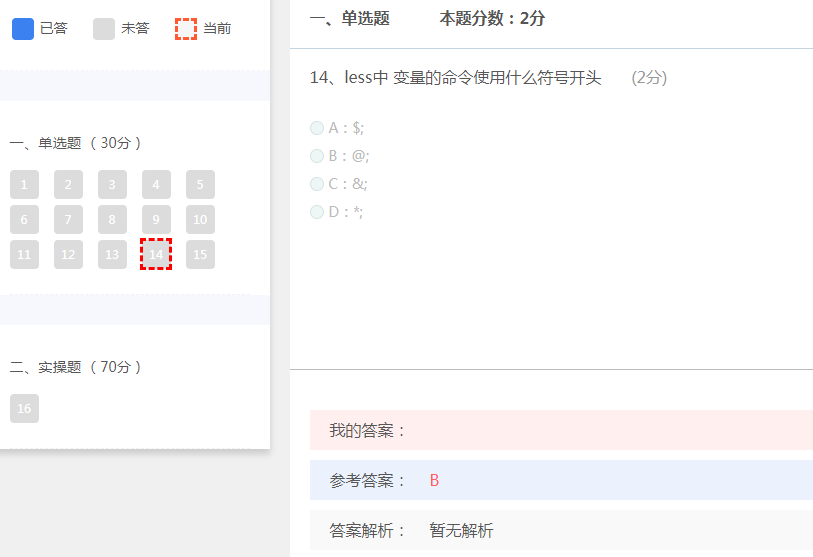 已答 未答 当前
一、单选题 （ 30分 ）
1 2 3 4 5
6 7 8 9 10
11 12 13 14 15
二、实操题 （ 70分 ）
16
一、单选题 本题分数：2分
14、less中 变量的命令使用什么符号开头 (2分)
A：$;
B：@;
C：&;
D：*;
我的答案：
参考答案： B
答案解析： 暂无解析